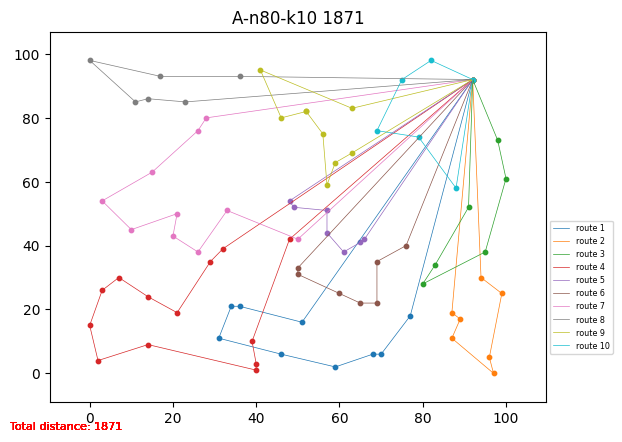 A-n80-k10 1871
100
80
60
40
20
0
0 20 40 60 80 100
route 1
route 2
route 3
route 4
route 5
route 6
route 7
route 8
route 9
route 10
Total distance: 1871